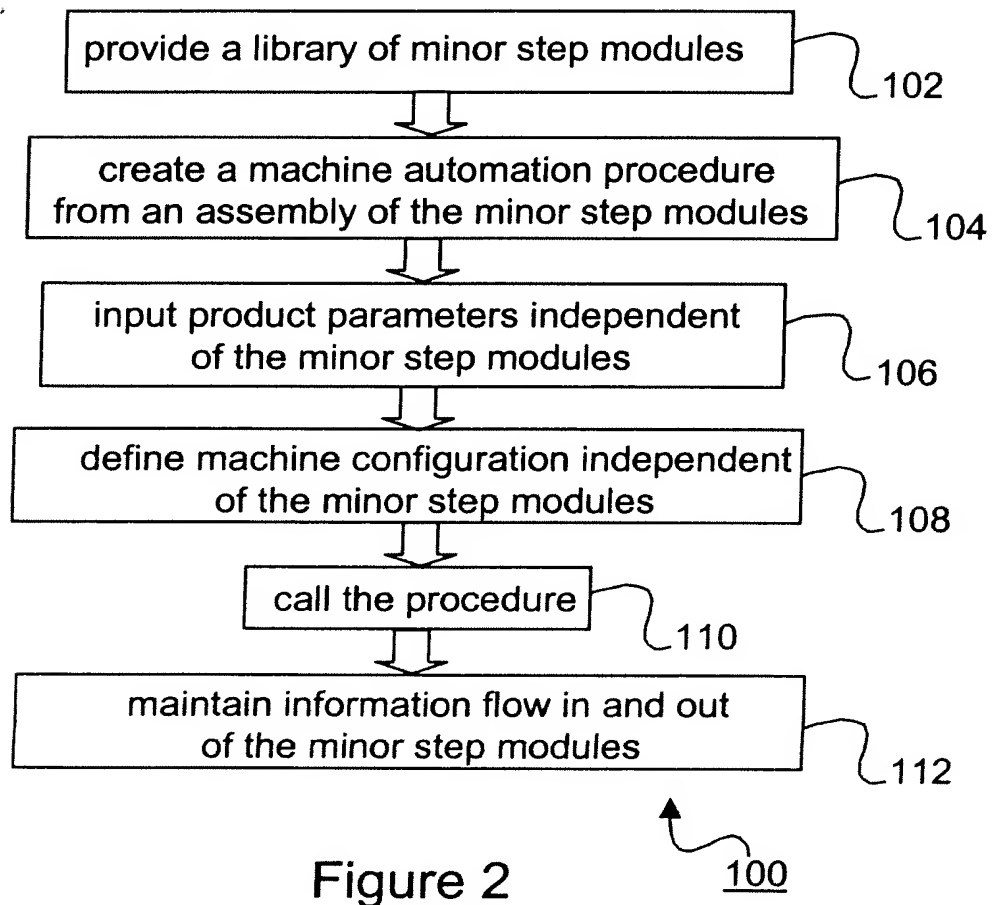 provide a library of minor step modules
102
create a machine automation procedure
from an assembly of the minor step modules
104
input product parameters independent
of the minor step modules
106
define machine configuration independent
of the minor step modules
108
call the procedure
110
maintain information flow in and out
of the minor step modules
112
Figure 2
100